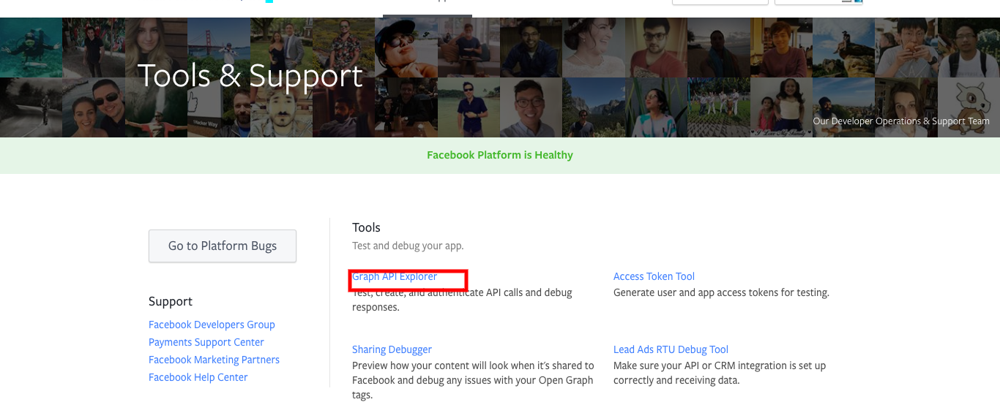 Tools & Support
Our Developer Operations & Support Team
Facebook Platform is Healthy
Go to Platform Bugs
Support
Facebook Developers Group
Payments Support Center
Facebook Marketing Partners
Facebook Help Center
Tools
Test and debug your app.
Graph API Explorer
Test, create, and authenticate API calls and debug
responses.
Access Token Tool
Generate user and app access tokens for testing.
Sharing Debugger
Preview how your content will look when it's shared to
Facebook and debug any issues with your Open Graph
tags.
Lead Ads RTU Debug Tool
Make sure your API or CRM integration is set up
correctly and receiving data.